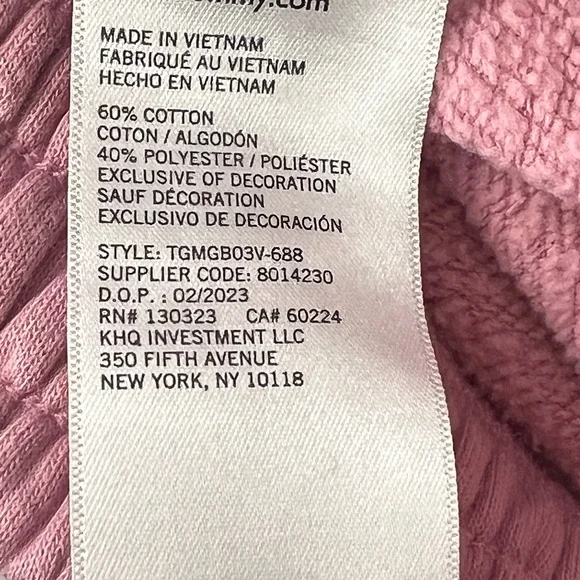 MADE IN VIETNAM
FABRIQUÉ AU VIETNAM
HECHO EN VIETNAM
60% COTTON
COTON / ALGODÓN
40% POLYESTER / POLIÉSTER
EXCLUSIVE OF DECORATION
SAUF DÉCORATION
EXCLUSIVO DE DECORACIÓN
STYLE: TGMGB03V-688
SUPPLIER CODE: 8014230
D.O.P. : 02/2023
RN# 130323 CA# 60224
KHQ INVESTMENT LLC
350 FIFTH AVENUE
NEW YORK, NY 10118